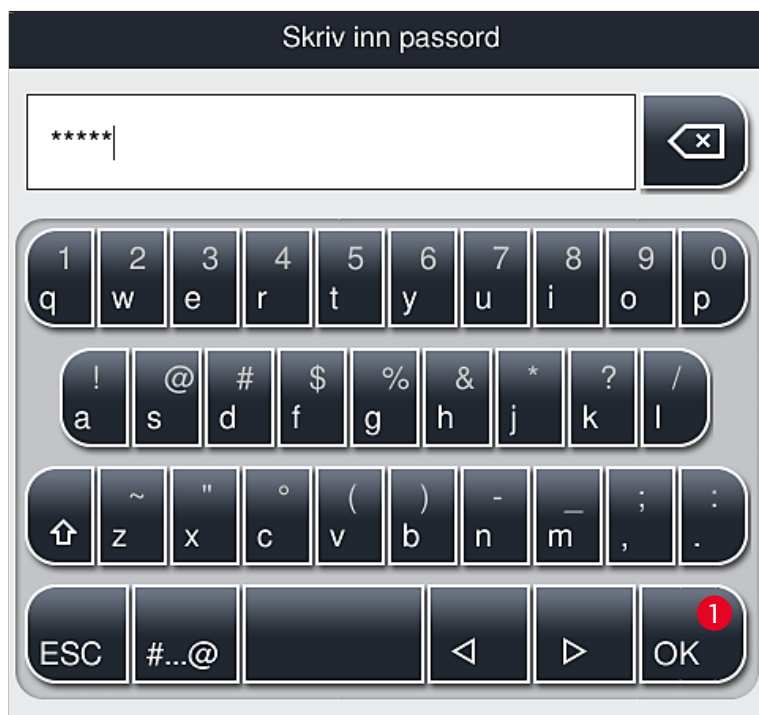 Skriv inn passord
*****
1 2 3 4 5 6 7 8 9 0
q w e r t y u i o p
! @ # $ % & * ? /
a s d f g h j k l
~ " ° ( ) - _ ; :
z x c v b n m , .
1
ESC #...@ OK